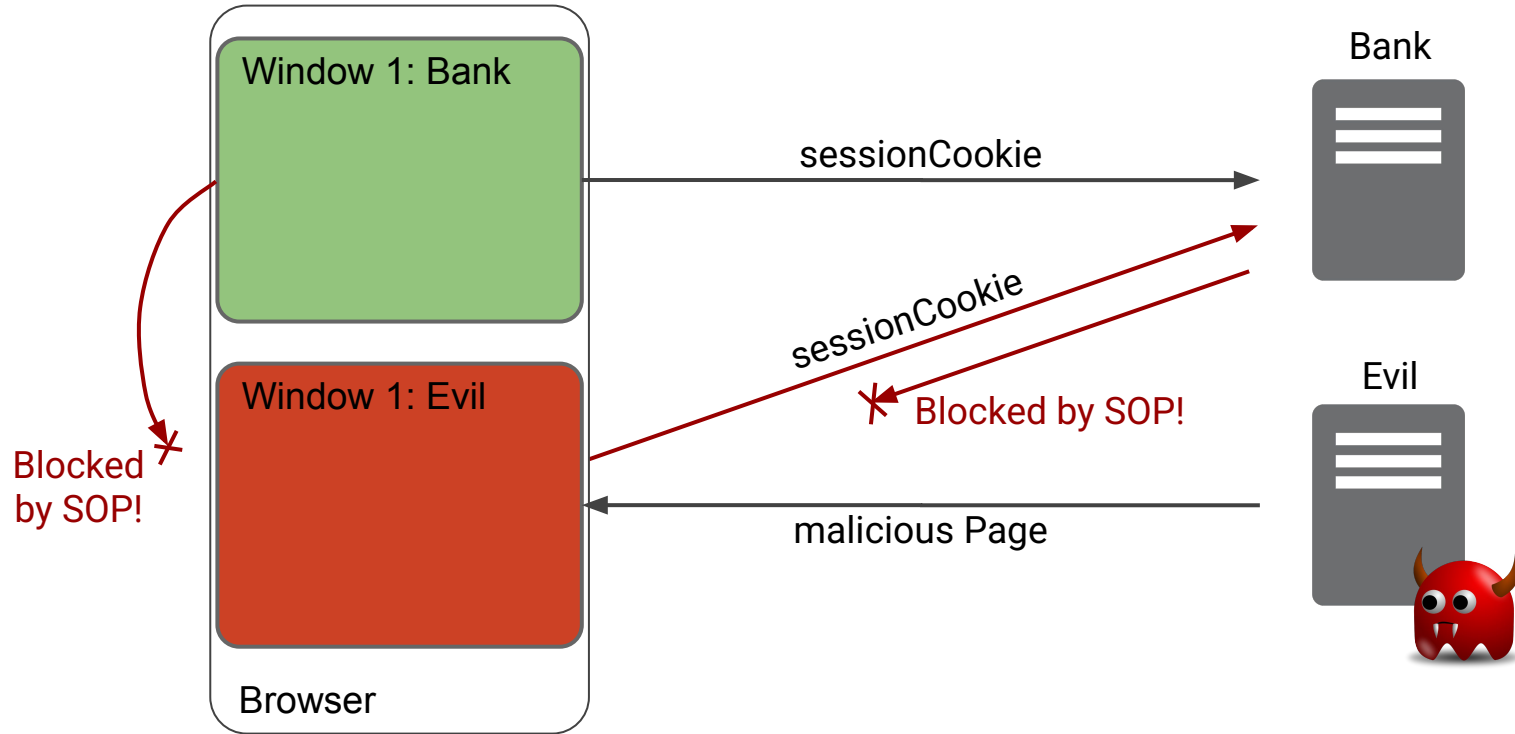 Window 1: Bank
Bank
sessionCookie
sessionCookie
Window 1: Evil
Evil
Blocked by SOP!
Blocked
by SOP!
malicious Page
Browser